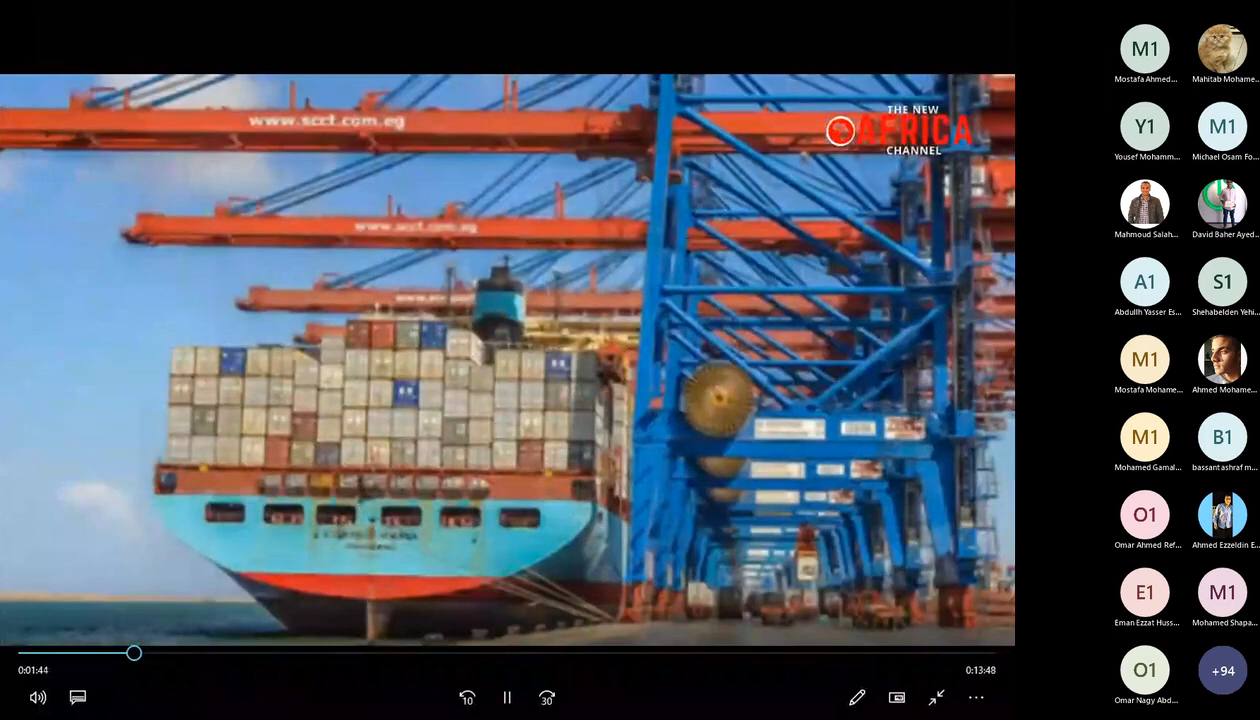 www.scct.com.eg
THE NEW
AFRICA
CHANNEL
www.scct.com.eg
0:01:44
0:13:48
10
30
M1
Mostafa Ahmed...
Mahitab Mohame...
Y1
Yousef Mohamm...
M1
Michael Osam Fo...
Mahmoud Salah...
David Baher Ayed...
A1
Abdullh Yasser Es...
S1
Shehabelden Yehi...
M1
Mostafa Mohame...
Ahmed Mohame...
M1
Mohamed Gamal...
B1
bassant ashraf m...
O1
Omar Ahmed Ref...
Ahmed Ezzeldin E...
E1
Eman Ezzat Huss...
M1
Mohamed Shapa...
O1
Omar Nagy Abd...
+94